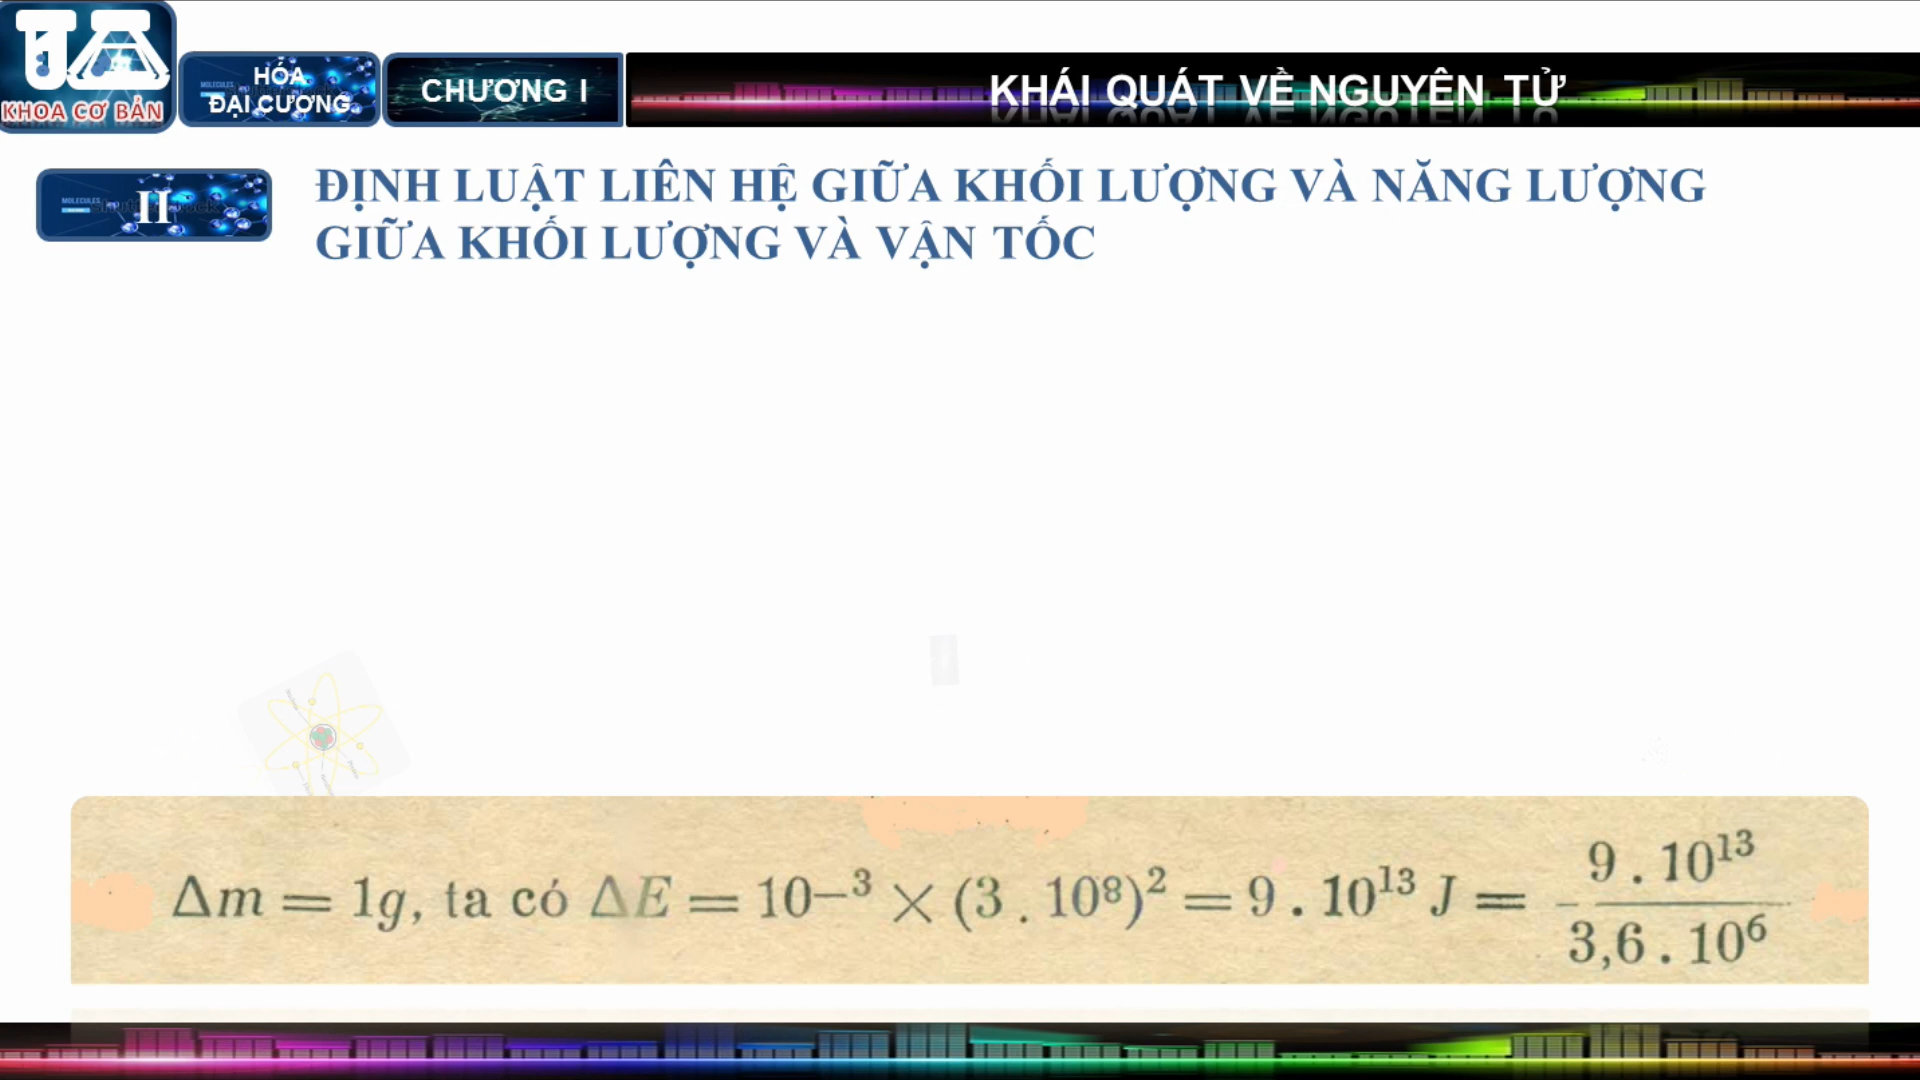 KHOA CƠ BẢN
HÓA
ĐẠI CƯƠNG
CHƯƠNG I
KHÁI QUÁT VỀ NGUYÊN TỬ
II
ĐỊNH LUẬT LIÊN HỆ GIỮA KHỐI LƯỢNG VÀ NĂNG LƯỢNG
GIỮA KHỐI LƯỢNG VÀ VẬN TỐC
Δm = 1g, ta có ΔE = 10⁻³ × (3 . 10⁸)² = 9 . 10¹³ J = 9 . 10¹³ / 3,6 . 10⁶